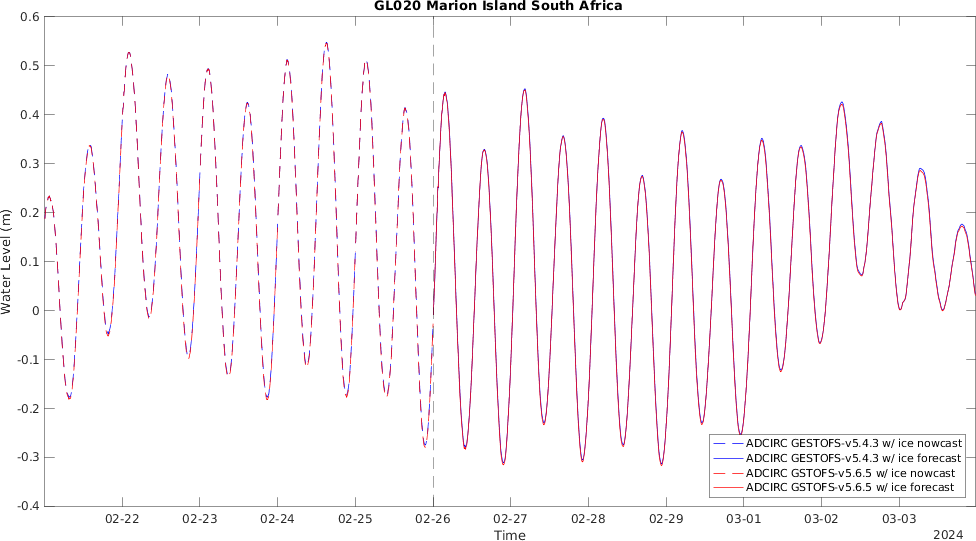 GL020 Marion Island South Africa
0.6
0.5
0.4
0.3
0.2
0.1
0
-0.1
-0.2
-0.3
-0.4
Water Level (m)
ADCIRC GESTOFS-v5.4.3 w/ ice nowcast
ADCIRC GESTOFS-v5.4.3 w/ ice forecast
ADCIRC GSTOFS-v5.6.5 w/ ice nowcast
ADCIRC GSTOFS-v5.6.5 w/ ice forecast
02-22 02-23 02-24 02-25 02-26 02-27 02-28 02-29 03-01 03-02 03-03
Time
2024